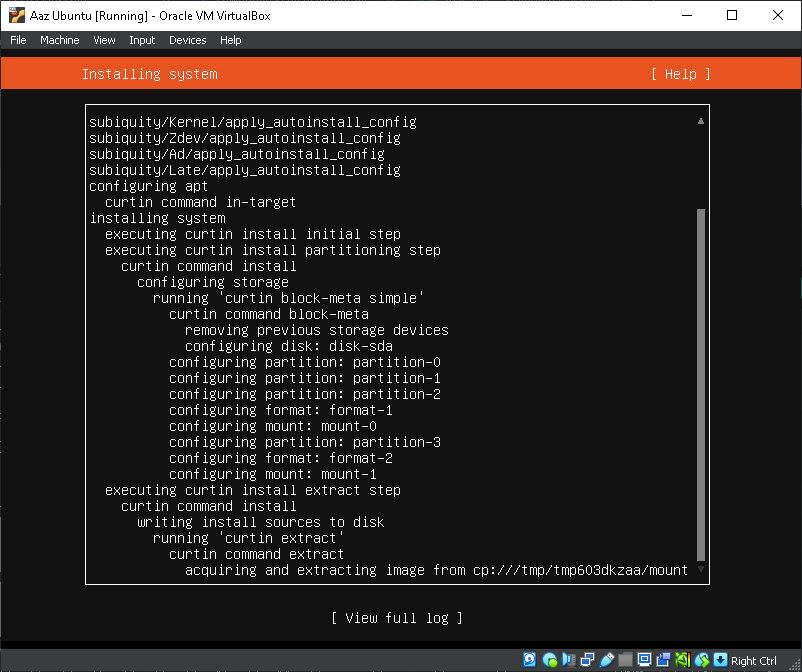 Aaz Ubuntu [Running] - Oracle VM VirtualBox
File Machine View Input Devices Help
Installing system [ Help ]
subiquity/Kernel/apply_autoinstall_config
subiquity/Zdev/apply_autoinstall_config
subiquity/Ad/apply_autoinstall_config
subiquity/Late/apply_autoinstall_config
configuring apt
curtin command in-target
installing system
executing curtin install initial step
executing curtin install partitioning step
curtin command install
configuring storage
running 'curtin block-meta simple'
curtin command block-meta
removing previous storage devices
configuring disk: disk-sda
configuring partition: partition-0
configuring partition: partition-1
configuring partition: partition-2
configuring format: format-1
configuring mount: mount-0
configuring partition: partition-3
configuring format: format-2
configuring mount: mount-1
executing curtin install extract step
curtin command install
writing install sources to disk
running 'curtin extract'
curtin command extract
acquiring and extracting image from cp:///tmp/tmp603dkzaa/mount
[ View full log ]
Right Ctrl